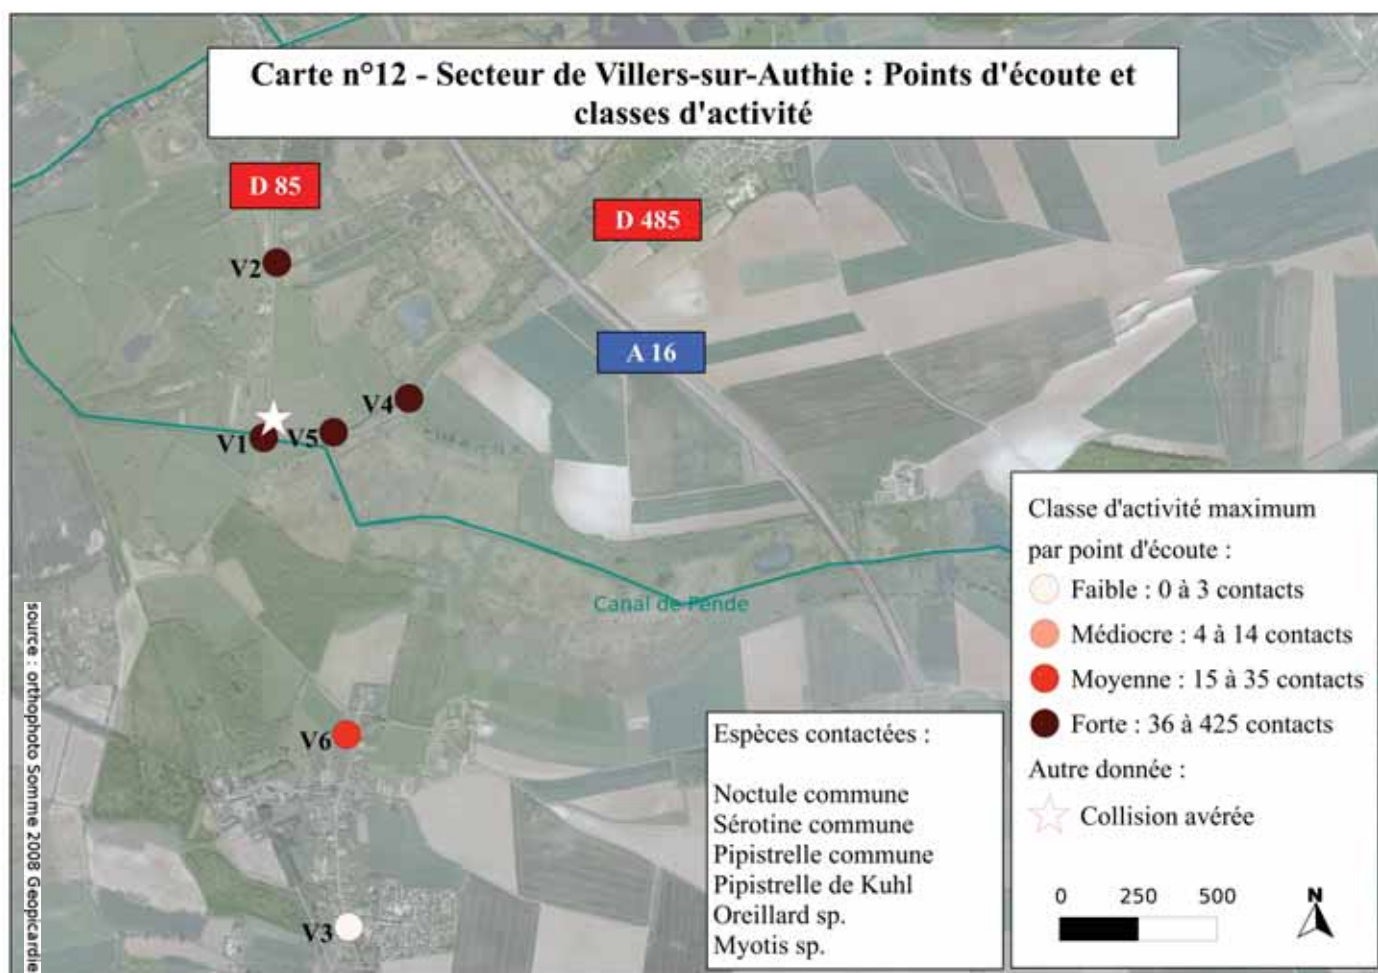 Carte n°12 - Secteur de Villers-sur-Authie : Points d'écoute et
classes d'activité
D 85
D 485
V2
A 16
V4
V1
V5
Canal de Pende
V6
V3
Espèces contactées :
Noctule commune
Sérotine commune
Pipistrelle commune
Pipistrelle de Kuhl
Oreillard sp.
Myotis sp.
Classe d'activité maximum
par point d'écoute :
Faible : 0 à 3 contacts
Médiocre : 4 à 14 contacts
Moyenne : 15 à 35 contacts
Forte : 36 à 425 contacts
Autre donnée :
Collision avérée
0 250 500
N
source : orthophoto Somme 2008 Geopicardie